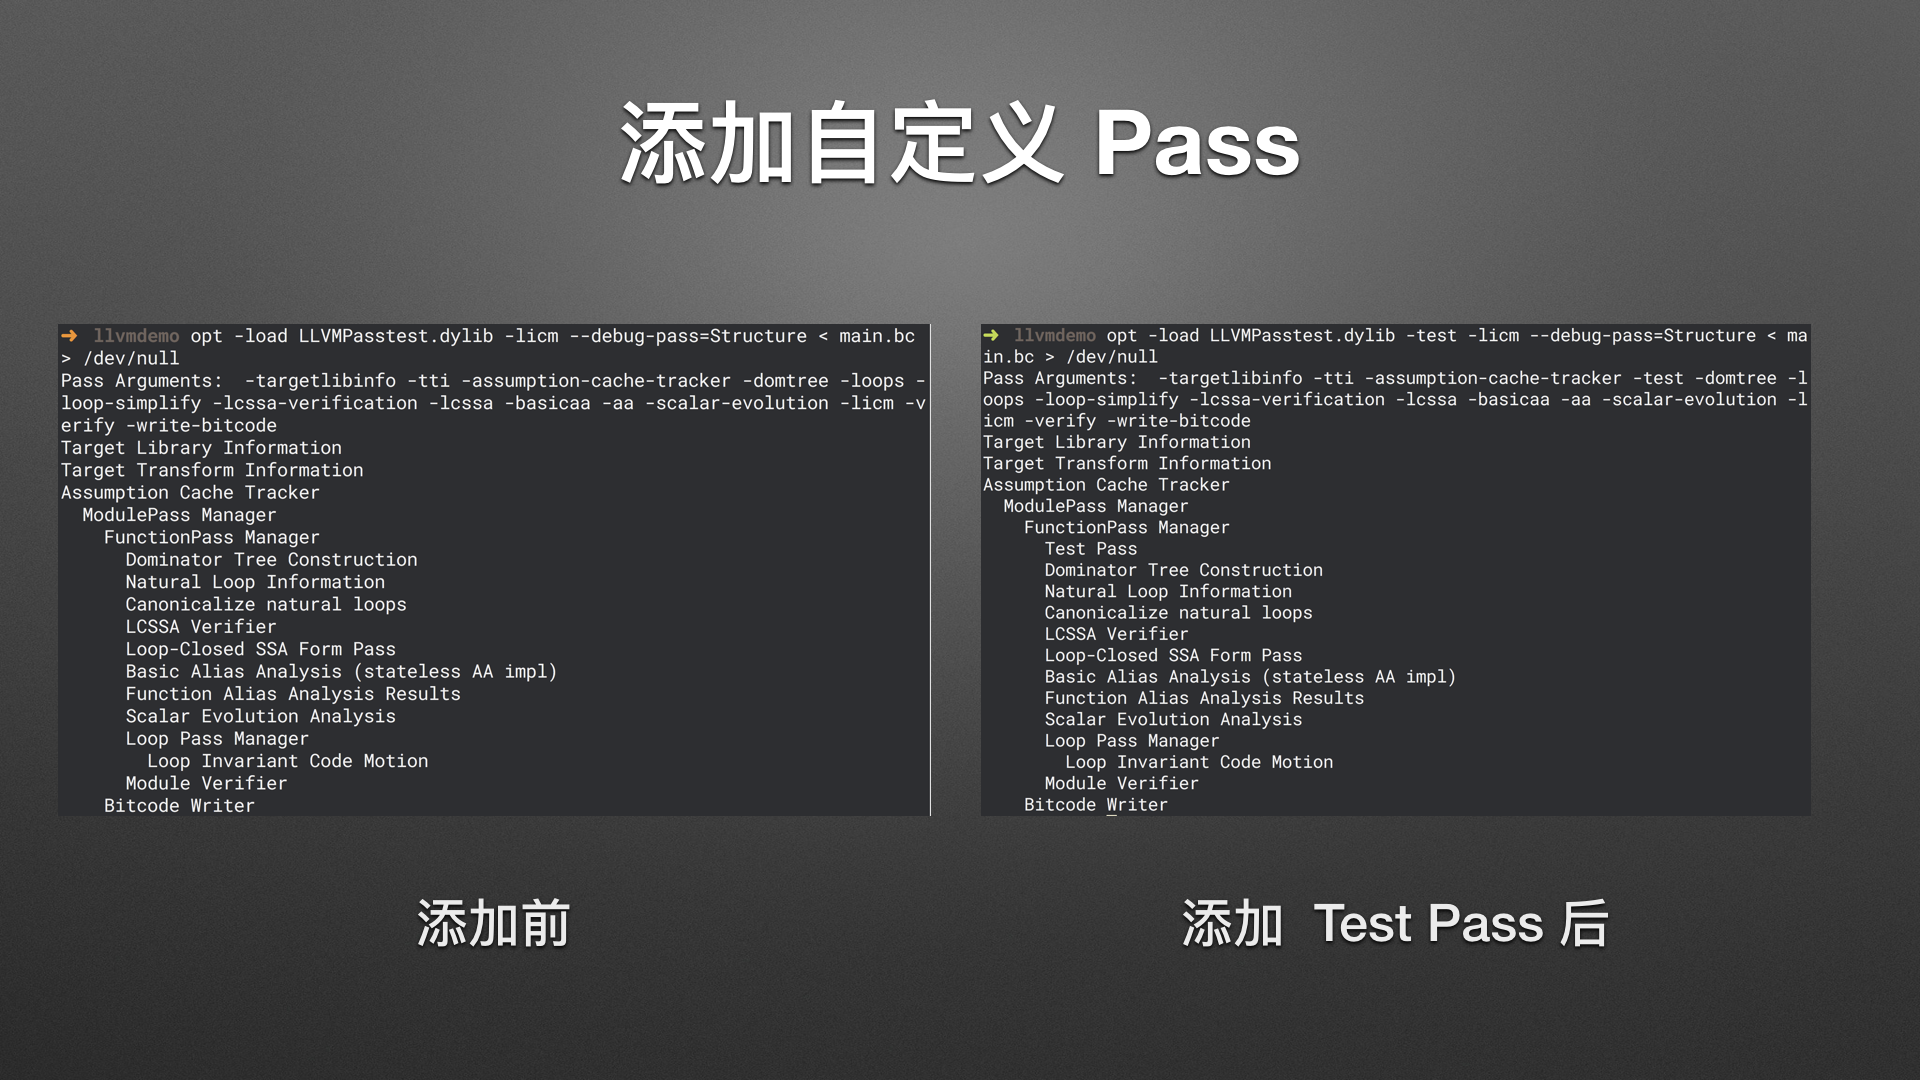 添加自定义 Pass
➜  llvmdemo opt -load LLVMPasstest.dylib -licm --debug-pass=Structure < main.bc
> /dev/null
Pass Arguments:  -targetlibinfo -tti -assumption-cache-tracker -domtree -loops -
loop-simplify -lcssa-verification -lcssa -basicaa -aa -scalar-evolution -licm -v
erify -write-bitcode
Target Library Information
Target Transform Information
Assumption Cache Tracker
  ModulePass Manager
    FunctionPass Manager
      Dominator Tree Construction
      Natural Loop Information
      Canonicalize natural loops
      LCSSA Verifier
      Loop-Closed SSA Form Pass
      Basic Alias Analysis (stateless AA impl)
      Function Alias Analysis Results
      Scalar Evolution Analysis
      Loop Pass Manager
        Loop Invariant Code Motion
      Module Verifier
    Bitcode Writer
添加前
➜  llvmdemo opt -load LLVMPasstest.dylib -test -licm --debug-pass=Structure < ma
in.bc > /dev/null
Pass Arguments:  -targetlibinfo -tti -assumption-cache-tracker -test -domtree -l
oops -loop-simplify -lcssa-verification -lcssa -basicaa -aa -scalar-evolution -l
icm -verify -write-bitcode
Target Library Information
Target Transform Information
Assumption Cache Tracker
  ModulePass Manager
    FunctionPass Manager
      Test Pass
      Dominator Tree Construction
      Natural Loop Information
      Canonicalize natural loops
      LCSSA Verifier
      Loop-Closed SSA Form Pass
      Basic Alias Analysis (stateless AA impl)
      Function Alias Analysis Results
      Scalar Evolution Analysis
      Loop Pass Manager
        Loop Invariant Code Motion
      Module Verifier
    Bitcode Writer
添加 Test Pass 后